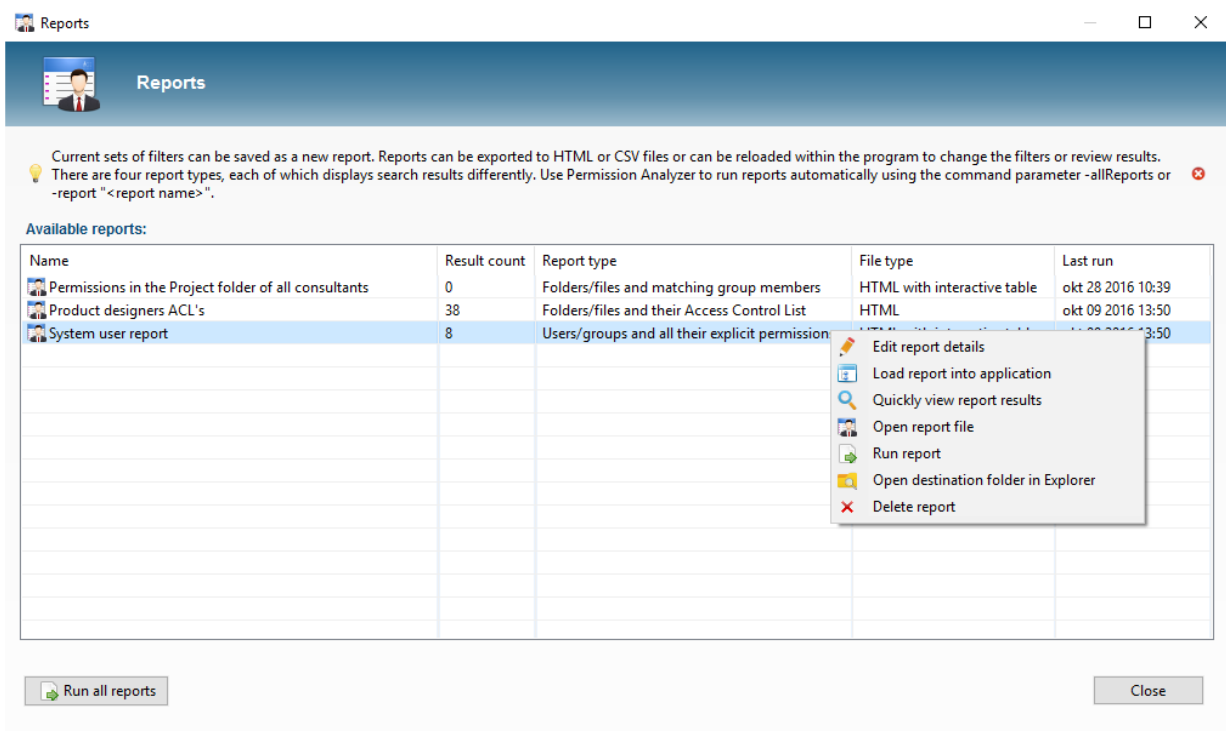 Reports
Reports
Current sets of filters can be saved as a new report. Reports can be exported to HTML or CSV files or can be reloaded within the program to change the filters or review results.
There are four report types, each of which displays search results differently. Use Permission Analyzer to run reports automatically using the command parameter -allReports or
-report "<report name>".
Available reports:
Name Result count Report type File type Last run
Permissions in the Project folder of all consultants 0 Folders/files and matching group members HTML with interactive table okt 28 2016 10:39
Product designers ACL's 38 Folders/files and their Access Control List HTML okt 09 2016 13:50
System user report 8 Users/groups and all their explicit permission HTML with interactive table okt 09 2016 13:50
Edit report details
Load report into application
Quickly view report results
Open report file
Run report
Open destination folder in Explorer
Delete report
Run all reports Close